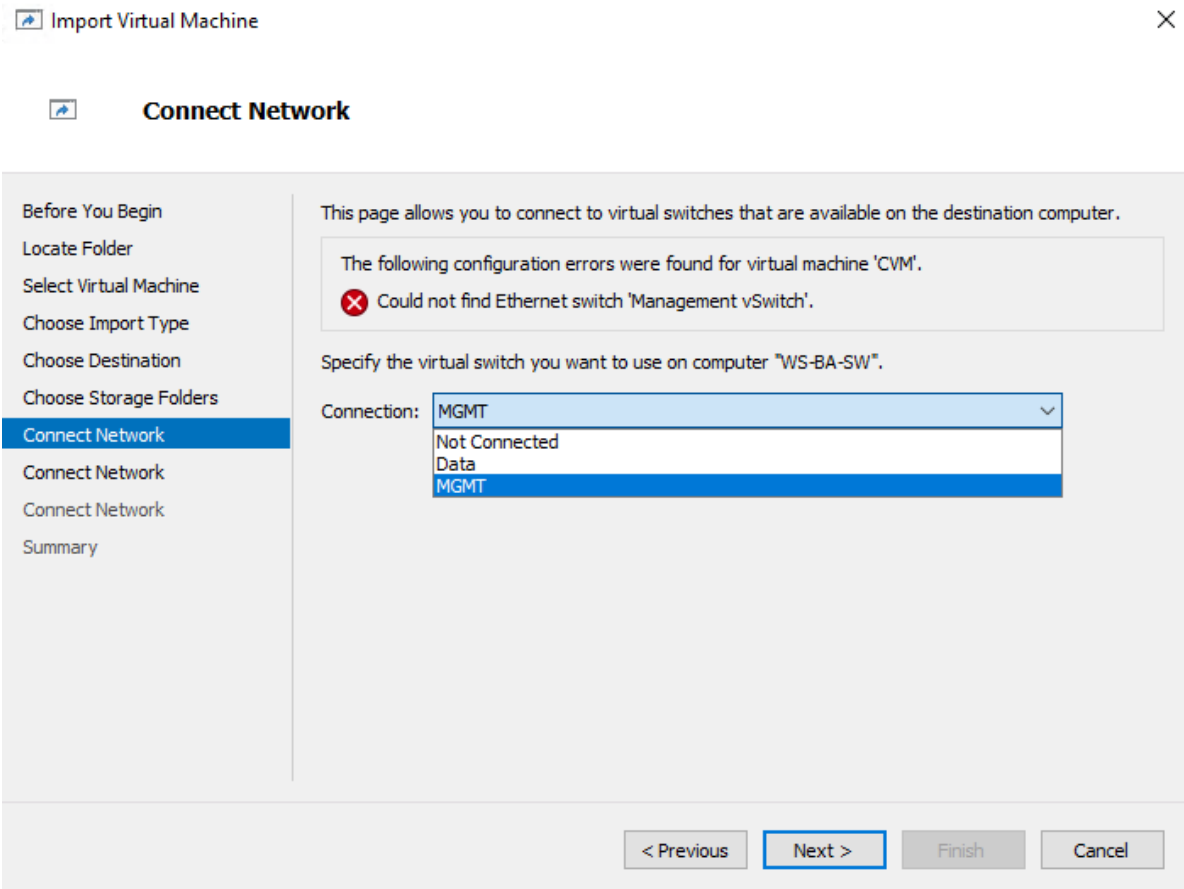 Import Virtual Machine
Connect Network
Before You Begin
Locate Folder
Select Virtual Machine
Choose Import Type
Choose Destination
Choose Storage Folders
Connect Network
Connect Network
Connect Network
Summary
This page allows you to connect to virtual switches that are available on the destination computer.
The following configuration errors were found for virtual machine 'CVM'.
Could not find Ethernet switch 'Management vSwitch'.
Specify the virtual switch you want to use on computer "WS-BA-SW".
Connection: MGMT
Not Connected
Data
MGMT
< Previous Next > Finish Cancel